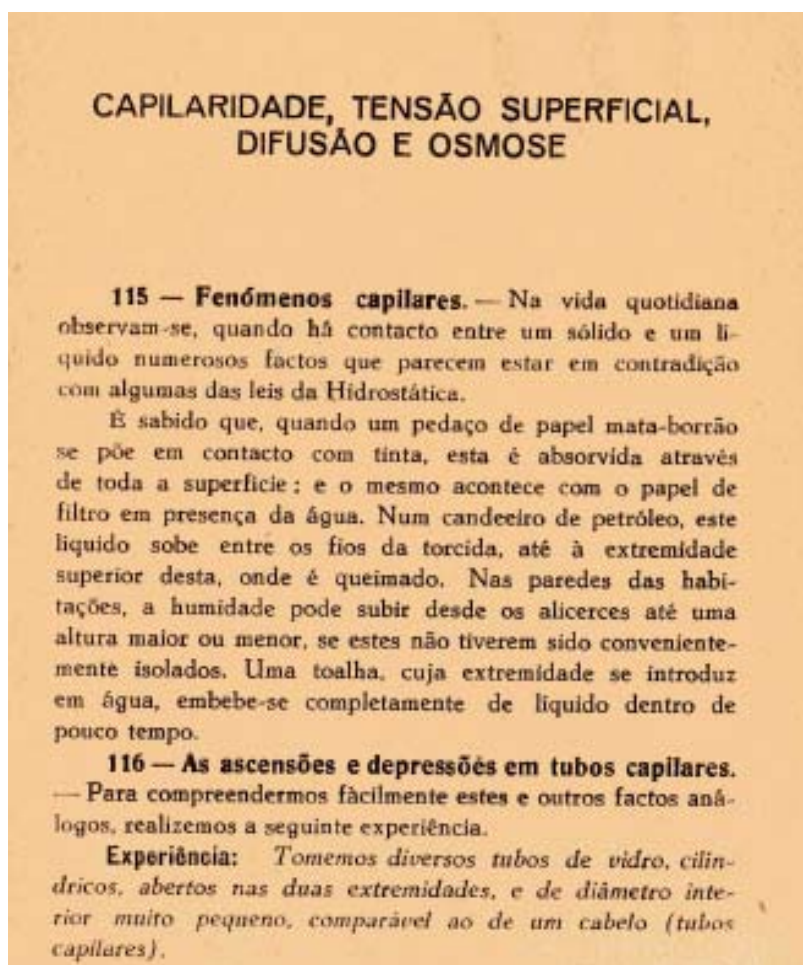 CAPILARIDADE, TENSÃO SUPERFICIAL,
DIFUSÃO E OSMOSE
115 — Fenómenos capilares. — Na vida quotidiana
observam-se, quando há contacto entre um sólido e um lí-
quido numerosos factos que parecem estar em contradição
com algumas das leis da Hidrostática.
É sabido que, quando um pedaço de papel mata-borrão
se põe em contacto com tinta, esta é absorvida através
de toda a superfície; e o mesmo acontece com o papel de
filtro em presença da água. Num candeeiro de petróleo, este
líquido sobe entre os fios da torcida, até à extremidade
superior desta, onde é queimado. Nas paredes das habi-
tações, a humidade pode subir desde os alicerces até uma
altura maior ou menor, se estes não tiverem sido conveniente-
mente isolados. Uma toalha, cuja extremidade se introduz
em água, embebe-se completamente de líquido dentro de
pouco tempo.
116 — As ascensões e depressões em tubos capilares.
— Para compreendermos fàcilmente estes e outros factos aná-
logos, realizemos a seguinte experiência.
Experiência: Tomemos diversos tubos de vidro, cilín-
dricos, abertos nas duas extremidades, e de diâmetro inte-
rior muito pequeno, comparável ao de um cabelo (tubos
capilares).